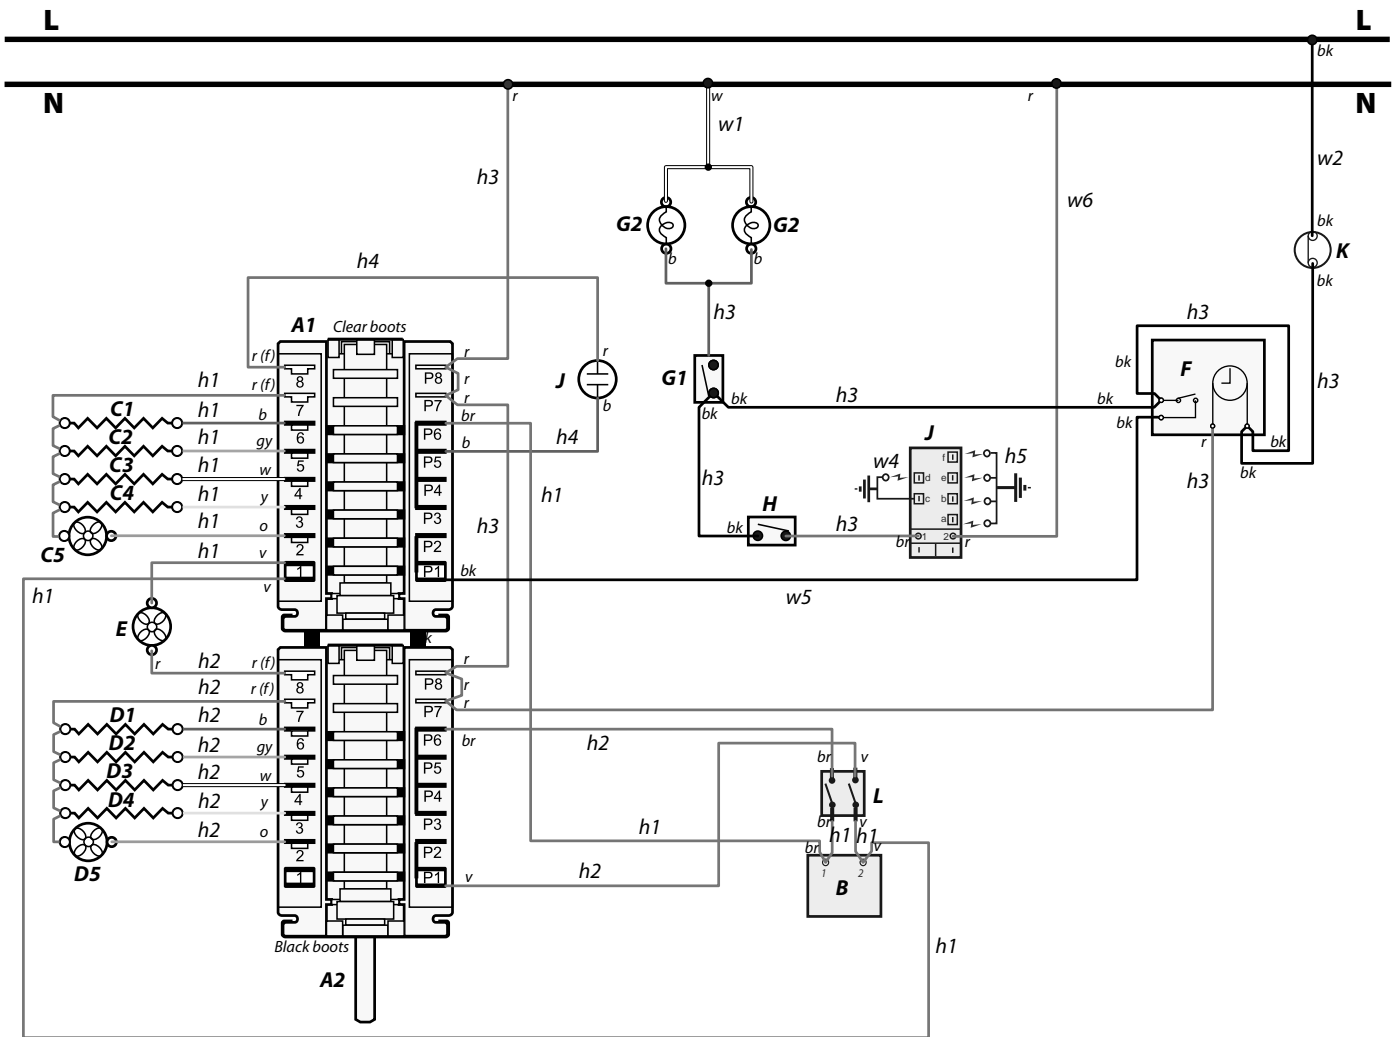 L L
bk
N r w r N
w1
w2
h3
w6
G2 G2 bk
b b K
h4 bk
h3 h3
A1 Clear boots
r (f) 8 P8 r r bk F
h1 r (f) 7 P7 r r J G1 h3
C1 h1 b 6 P6 br b bk bk h3 bk
C2 h1 gy 5 P5 b h4 bk r bk
C3 h1 w 4 P4 h3 J f h5 bk
C4 h1 y 3 P3 h1 w4 d e h3
C5 h1 o 2 P2 h3 H c b
h1 v 1 P1 bk h3 a
v br 1 2 r
bk
h1 w5
E k
r h2 r (f) 8 P8 r r
h2 r (f) 7 P7 r
D1 h2 b 6 P6 br h2
D2 h2 gy 5 P5 br v
D3 h2 w 4 P4 L
D4 h2 y 3 P3 h1 br v
h2 o 2 P2 h1 h1
D5 1 P1 v h2 br v
1 2
B
Black boots h1
A2